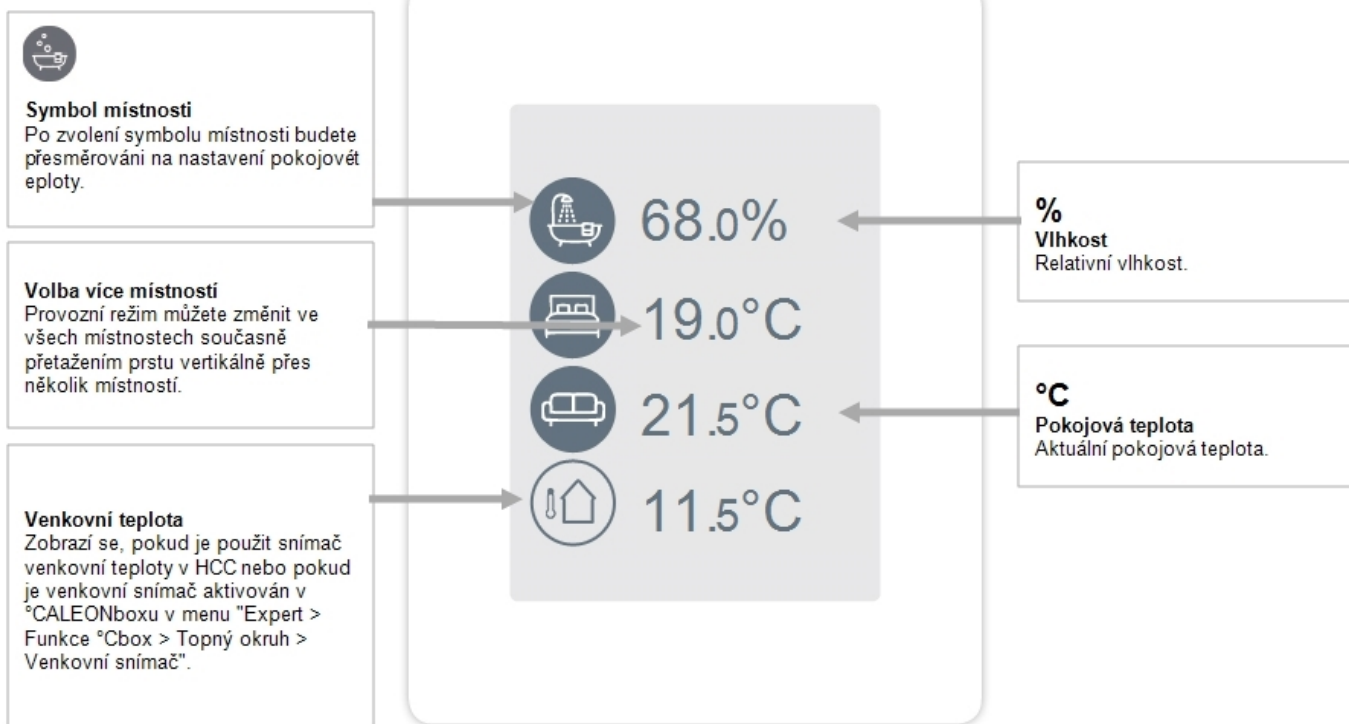 Symbol místnosti
Po zvolení symbolu místnosti budete
přesměrováni na nastavení pokojovét
eploty.
Volba více místností
Provozní režim můžete změnit ve
všech místnostech současně
přetažením prstu vertikálně přes
několik místností.
Venkovní teplota
Zobrazí se, pokud je použit snímač
venkovní teploty v HCC nebo pokud
je venkovní snímač aktivován v
°CALEONboxu v menu "Expert >
Funkce °Cbox > Topný okruh >
Venkovní snímač".
68.0%
19.0°C
21.5°C
11.5°C
%
Vlhkost
Relativní vlhkost.
°C
Pokojová teplota
Aktuální pokojová teplota.